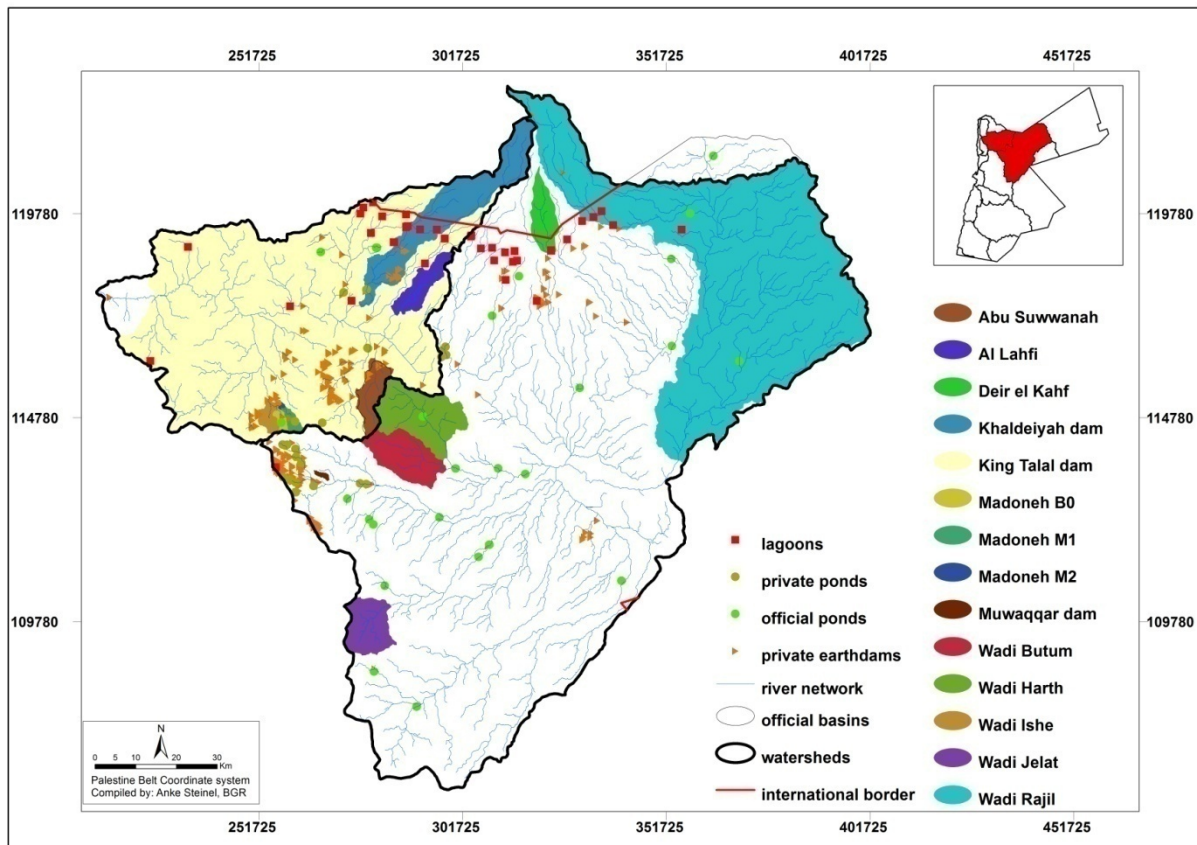 251725 301725 351725 401725 451725
119780 119780
114780 114780
109780 109780
Abu Suwwanah
Al Lahfi
Deir el Kahf
Khaldeiyah dam
King Talal dam
Madoneh B0
Madoneh M1
Madoneh M2
Muwaqqar dam
Wadi Butum
Wadi Harth
Wadi Ishe
Wadi Jelat
Wadi Rajil
lagoons
private ponds
official ponds
private earthdams
river network
official basins
watersheds
international border
N
0 5 10 20 30
Km
Palestine Belt Coordinate system
Compiled by: Anke Steinel, BGR
251725 301725 351725 401725 451725